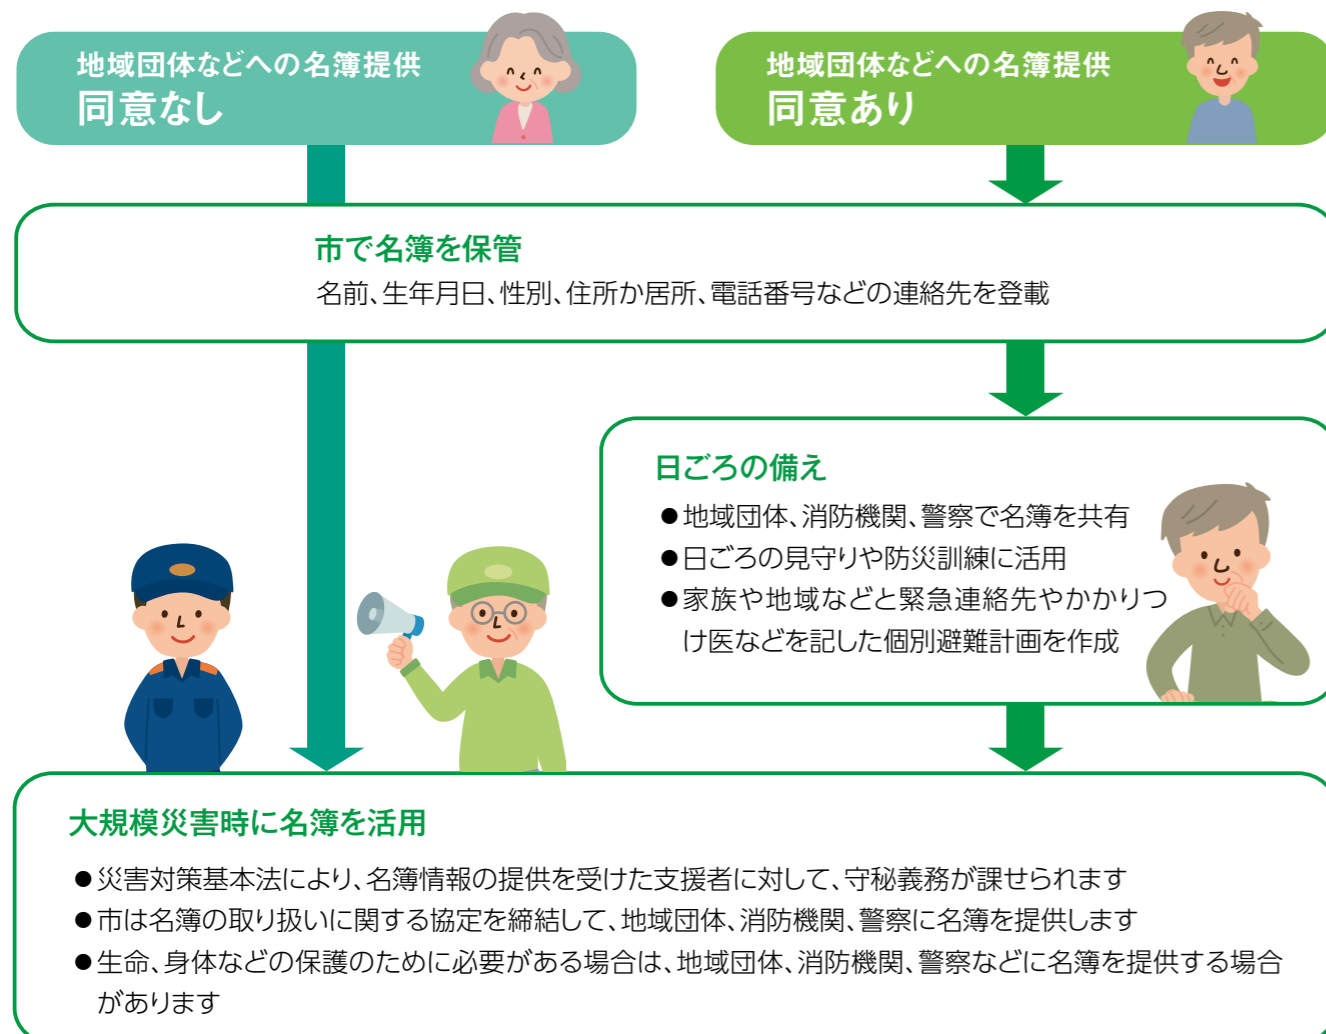 地域団体などへの名簿提供
同意なし
地域団体などへの名簿提供
同意あり
市で名簿を保管
名前、生年月日、性別、住所か居所、電話番号などの連絡先を登載
日ごろの備え
●地域団体、消防機関、警察で名簿を共有
●日ごろの見守りや防災訓練に活用
●家族や地域などと緊急連絡先やかかりつ
け医などを記した個別避難計画を作成
大規模災害時に名簿を活用
●災害対策基本法により、名簿情報の提供を受けた支援者に対して、守秘義務が課せられます
●市は名簿の取り扱いに関する協定を締結して、地域団体、消防機関、警察に名簿を提供します
●生命、身体などの保護のために必要がある場合は、地域団体、消防機関、警察などに名簿を提供する場合
があります